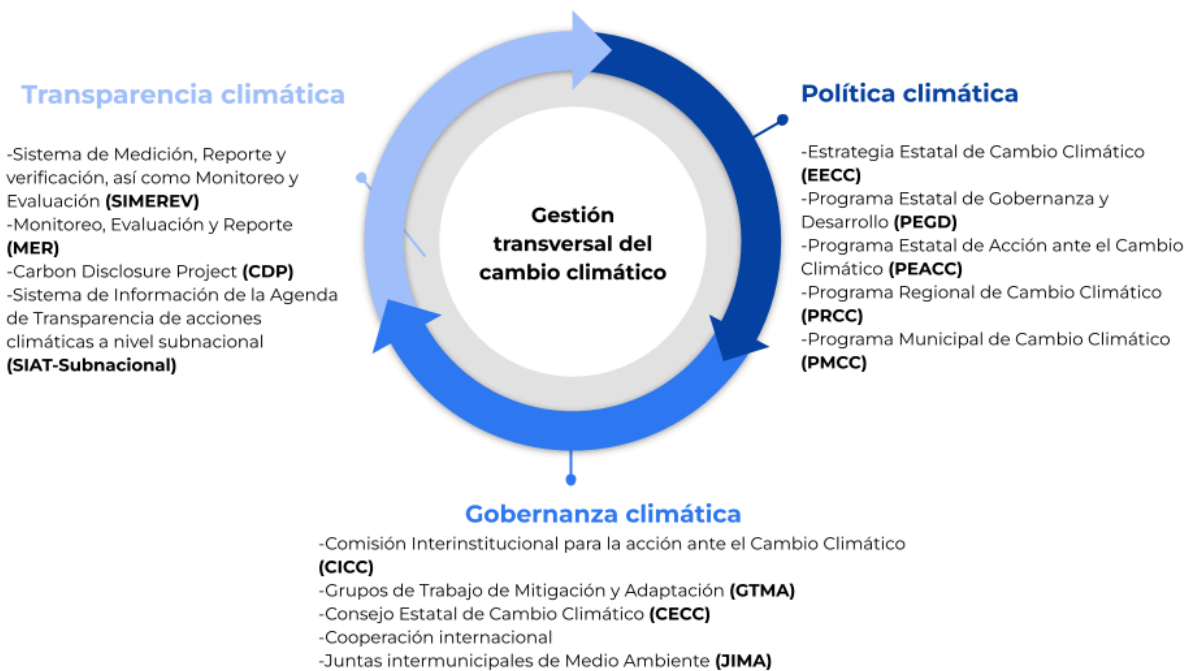 Transparencia climática
-Sistema de Medición, Reporte y
verificación, así como Monitoreo y
Evaluación (SIMEREV)
-Monitoreo, Evaluación y Reporte
(MER)
-Carbon Disclosure Project (CDP)
-Sistema de Información de la Agenda
de Transparencia de acciones
climáticas a nivel subnacional
(SIAT-Subnacional)
Gestión
transversal del
cambio climático
Política climática
-Estrategia Estatal de Cambio Climático
(EECC)
-Programa Estatal de Gobernanza y
Desarrollo (PEGD)
-Programa Estatal de Acción ante el Cambio
Climático (PEACC)
-Programa Regional de Cambio Climático
(PRCC)
-Programa Municipal de Cambio Climático
(PMCC)
Gobernanza climática
-Comisión Interinstitucional para la acción ante el Cambio Climático
(CICC)
-Grupos de Trabajo de Mitigación y Adaptación (GTMA)
-Consejo Estatal de Cambio Climático (CECC)
-Cooperación internacional
-Juntas intermunicipales de Medio Ambiente (JIMA)